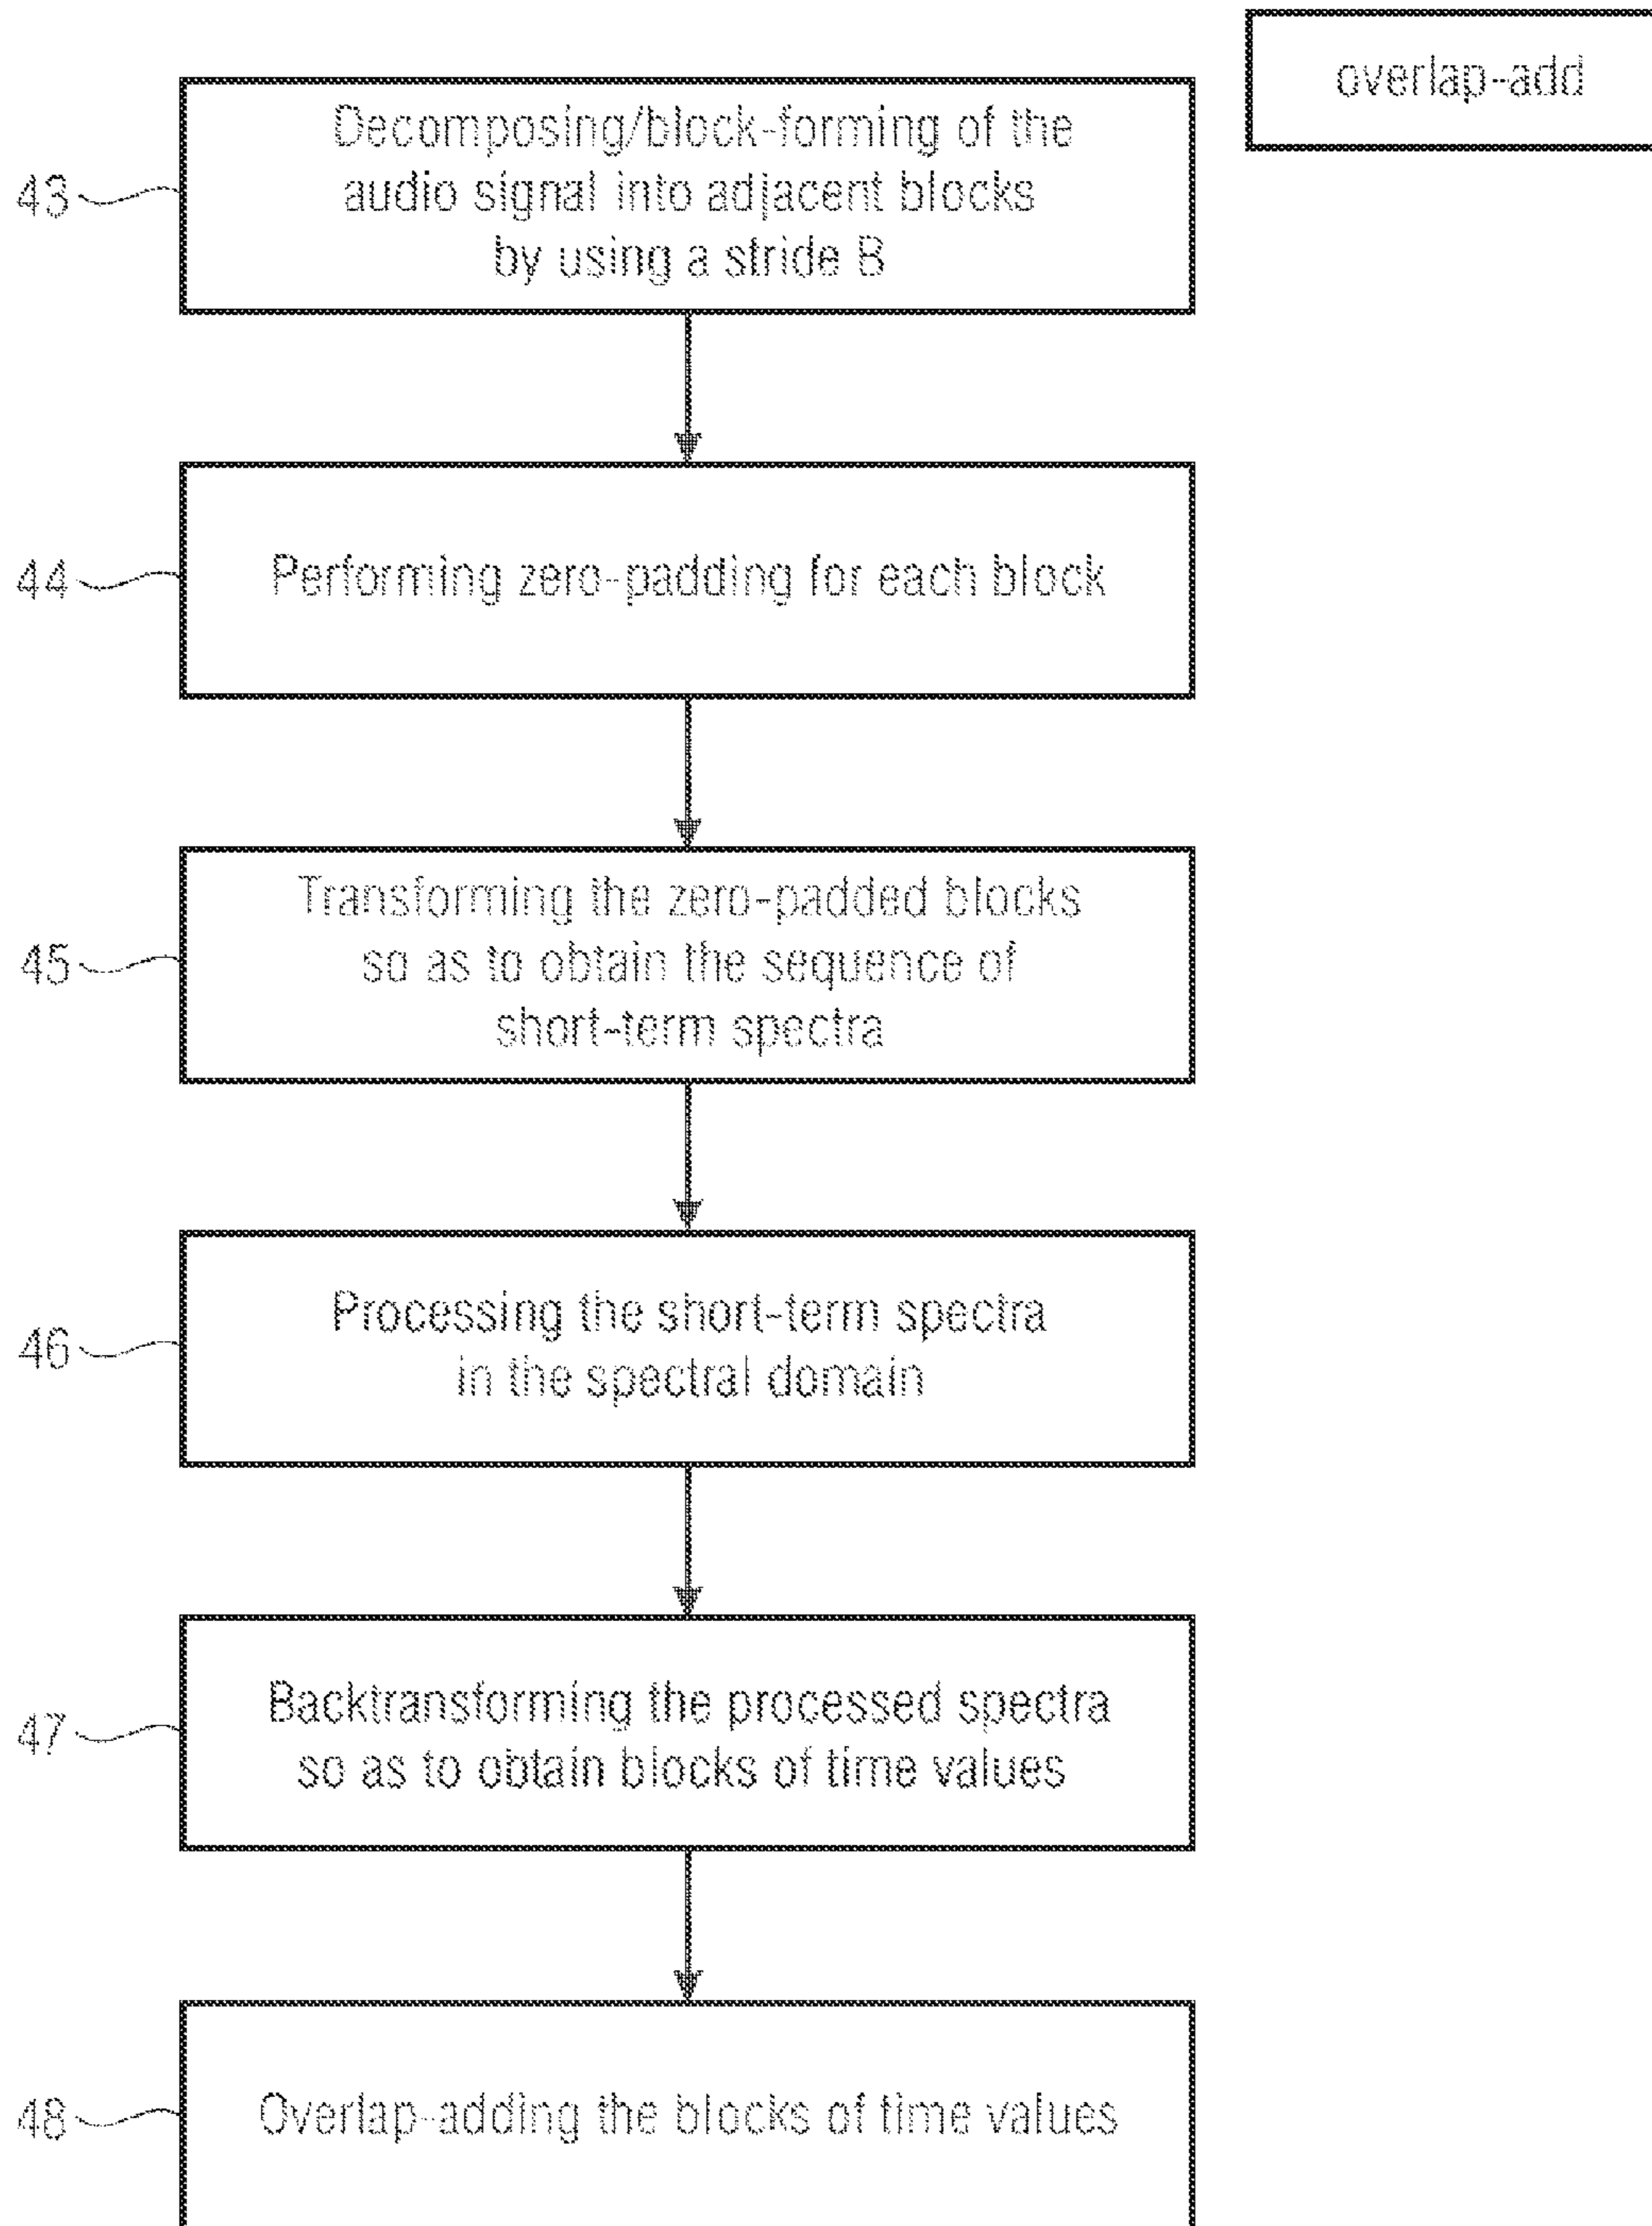 overlap-add
43
Decomposing/block-forming of the
audio signal into adjacent blocks
by using a stride B
44
Performing zero-padding for each block
45
Transforming the zero-padded blocks
so as to obtain the sequence of
short-term spectra
46
Processing the short-term spectra
in the spectral domain
47
Backtransforming the processed spectra
so as to obtain blocks of time values
48
Overlap-adding the blocks of time values